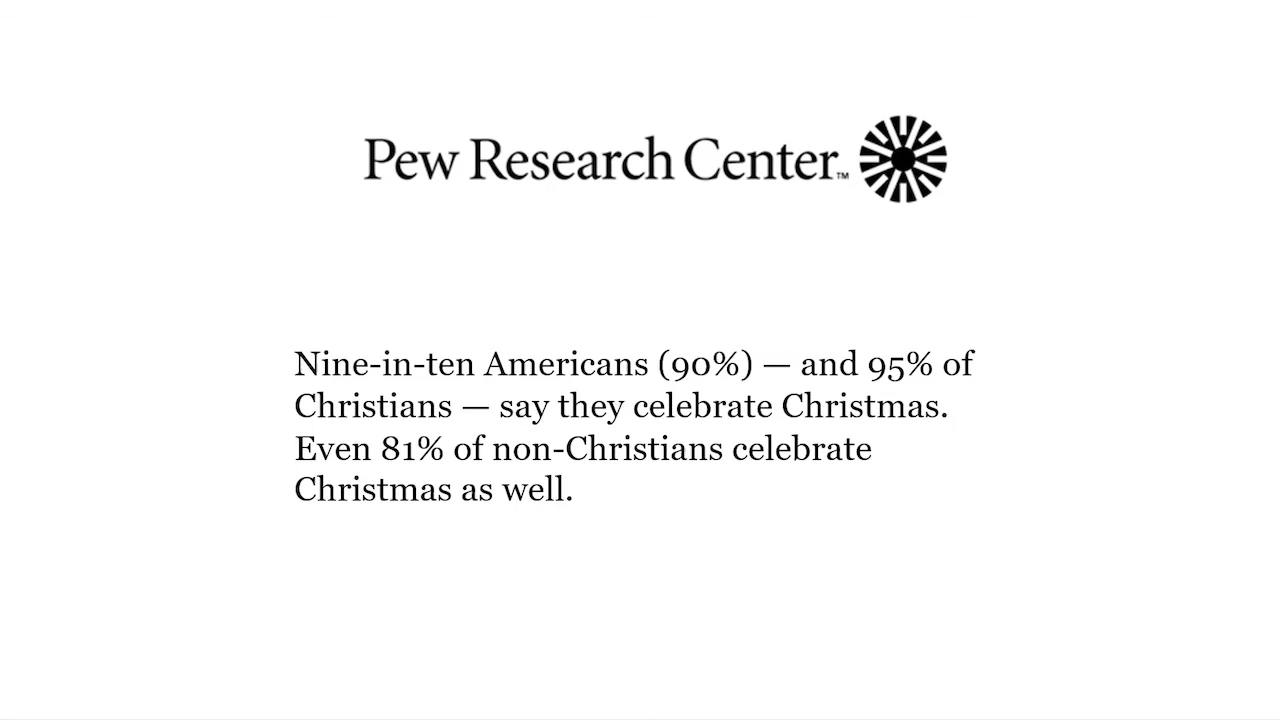 Pew Research Center™
Nine-in-ten Americans (90%) — and 95% of
Christians — say they celebrate Christmas.
Even 81% of non-Christians celebrate
Christmas as well.